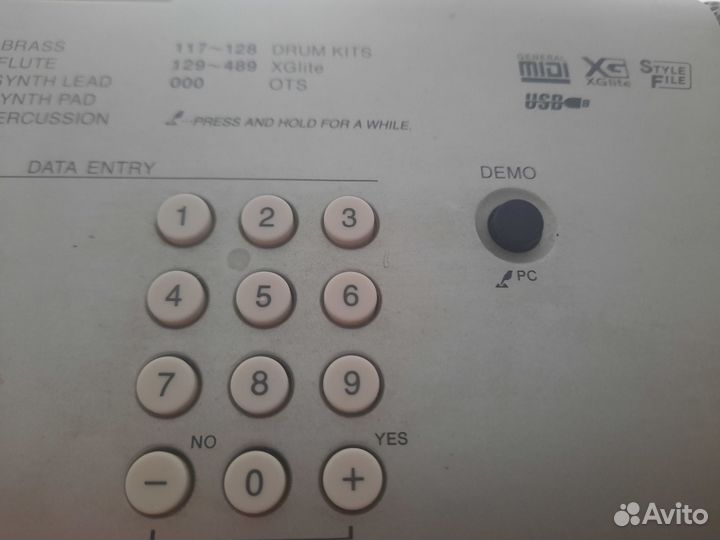 BRASS 117~128 DRUM KITS
FLUTE 129~489 XGlite
SYNTH LEAD 000 OTS
SYNTH PAD
PERCUSSION PRESS AND HOLD FOR A WHILE.
GENERAL MIDI XG XGlite STYLE FILE
USB
DATA ENTRY
DEMO
PC
1 2 3
4 5 6
7 8 9
NO YES
- 0 +
Avito